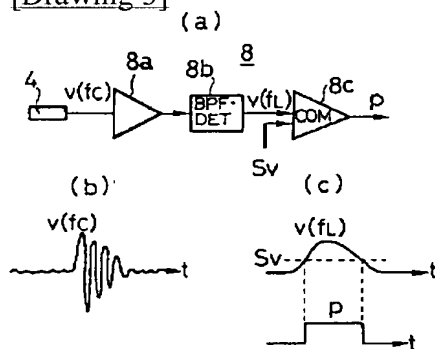 [Drawing 3]
(a)
4
v(fc)
8a
8b
8
BPF·
DET
v(fL)
8c
COM
P
Sv
(b)
v(fc)
t
(c)
v(fL)
Sv
t
P
t